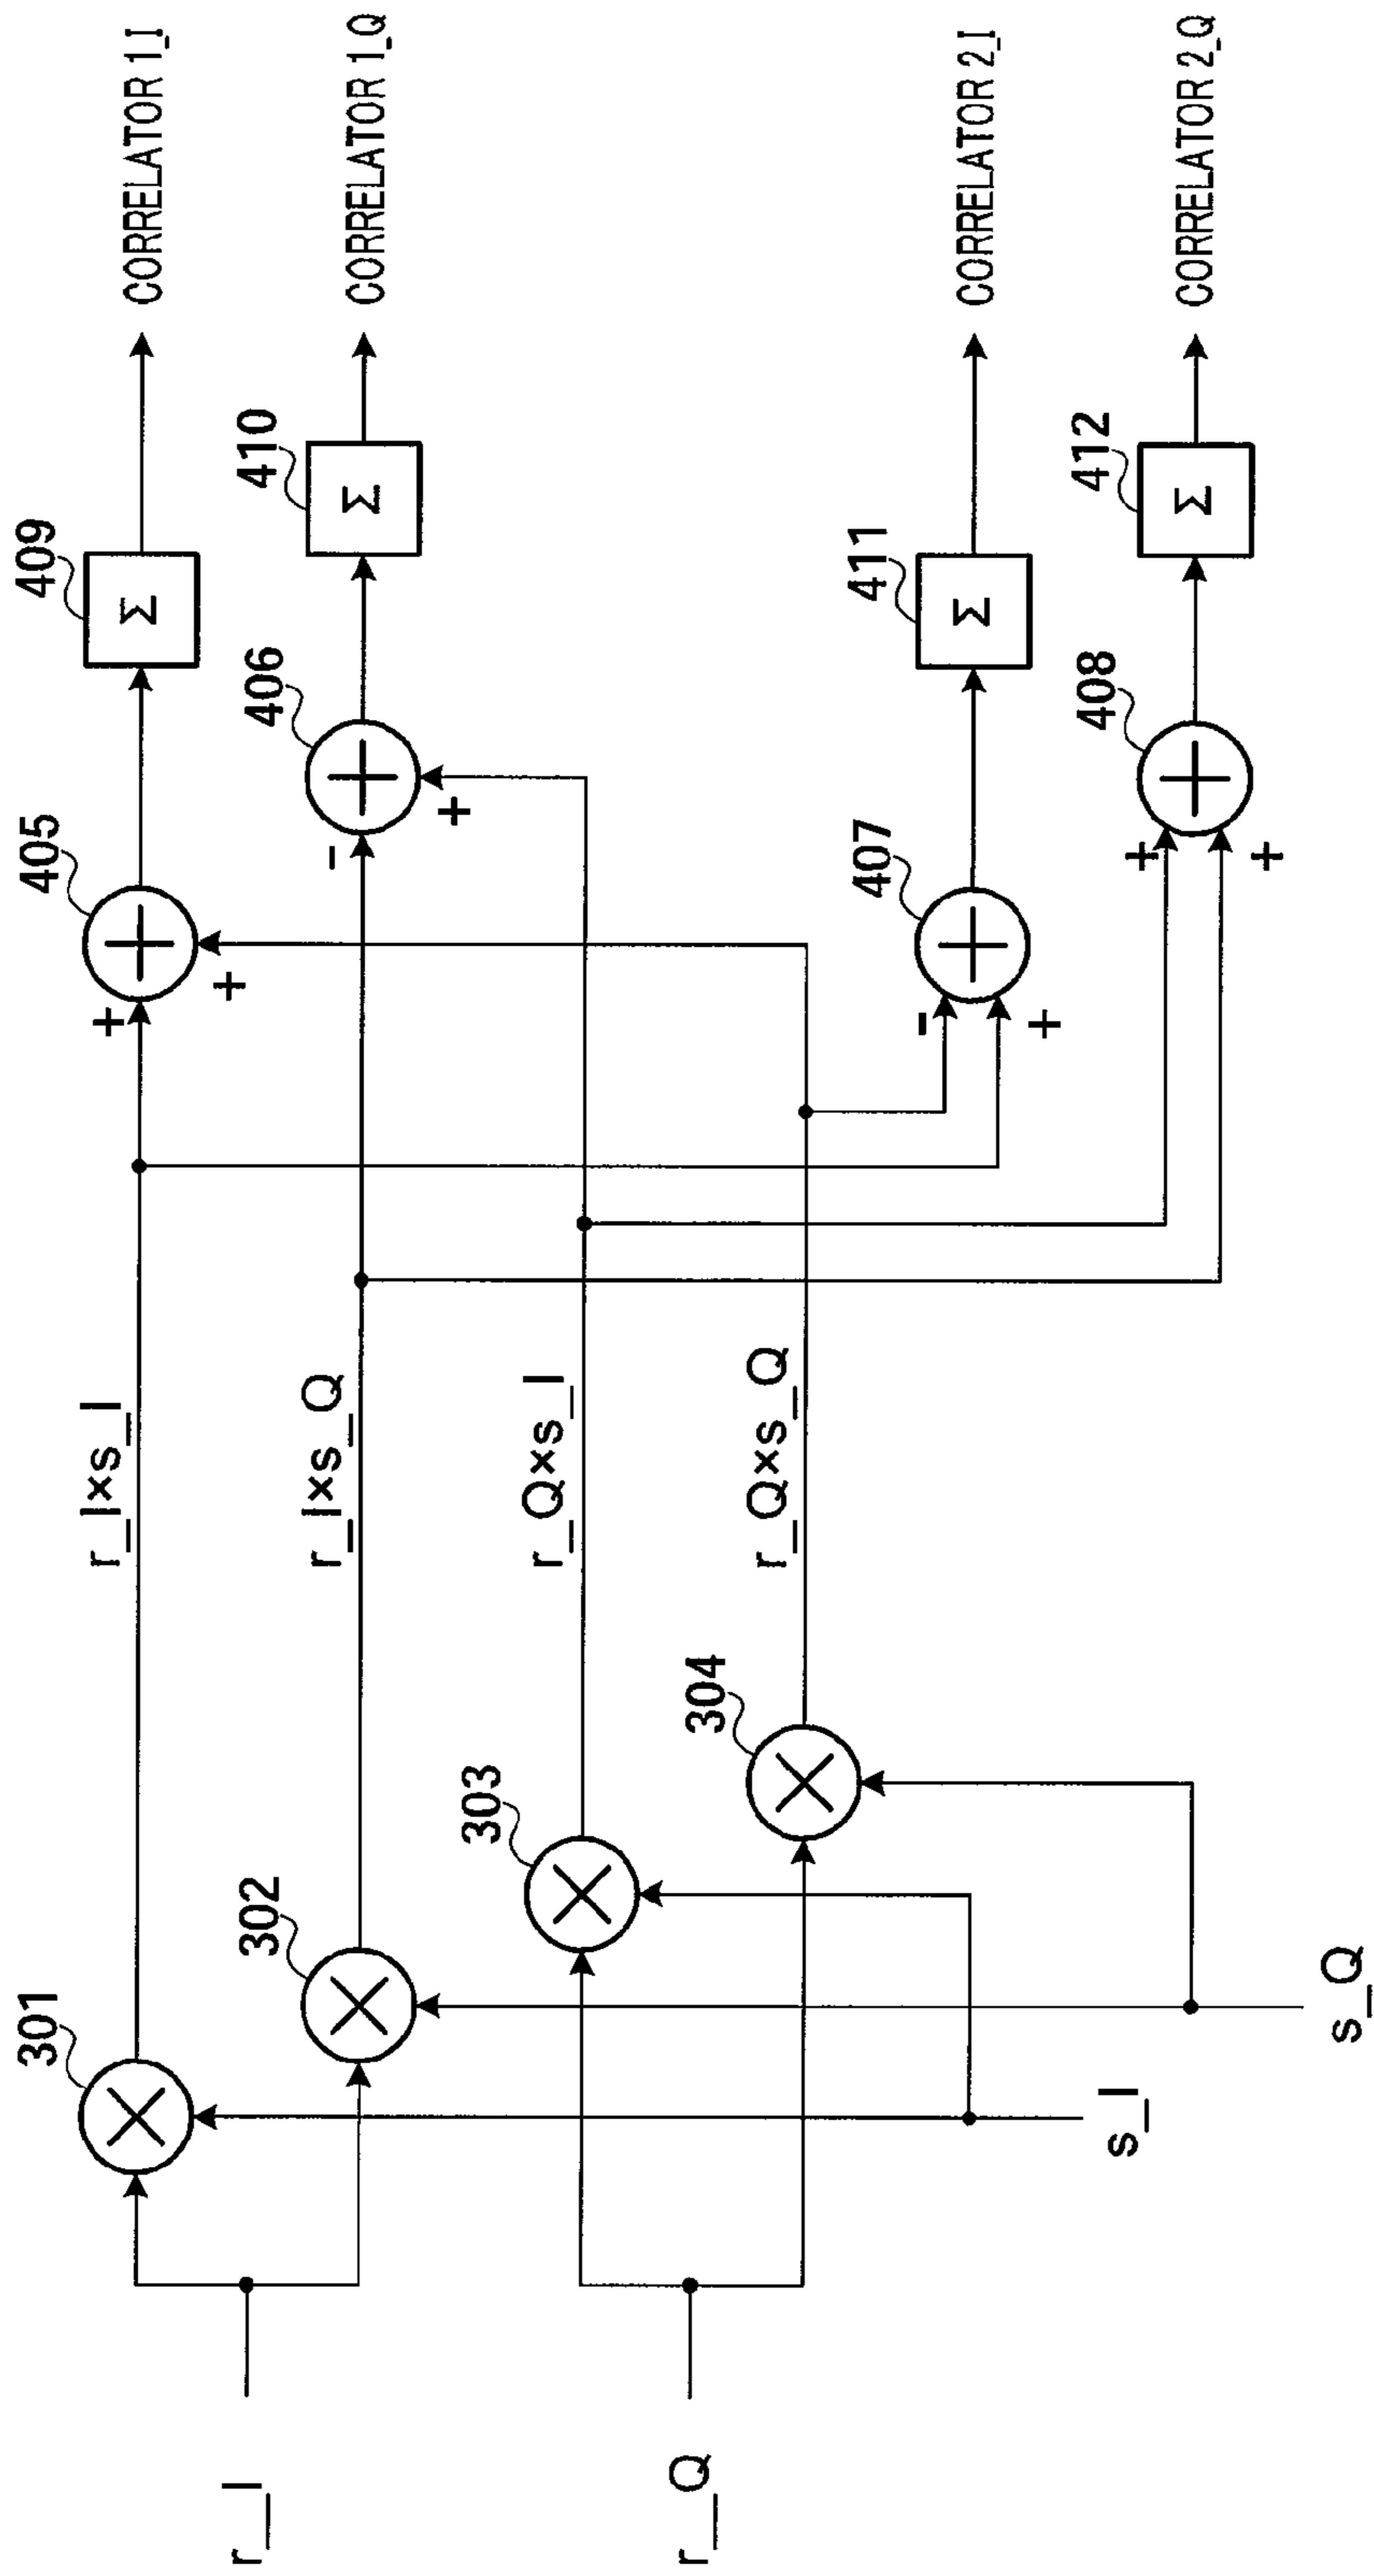 r_I
r_Q
s_I
s_Q
301
302
303
304
r_I×s_I
r_I×s_Q
r_Q×s_I
r_Q×s_Q
405
+
+
406
-
+
407
-
+
408
+
+
409
Σ
410
Σ
411
Σ
412
Σ
CORRELATOR 1_I
CORRELATOR 1_Q
CORRELATOR 2_I
CORRELATOR 2_Q